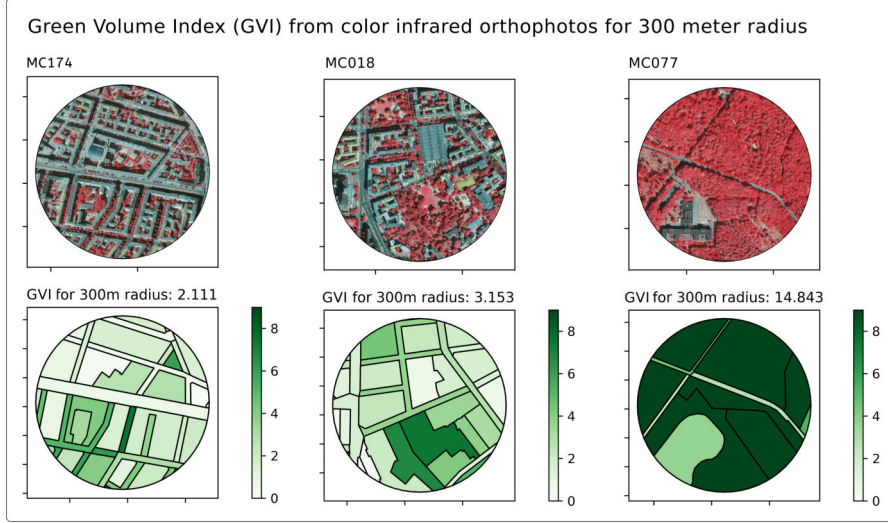 Green Volume Index (GVI) from color infrared orthophotos for 300 meter radius
MC174
MC018
MC077
GVI for 300m radius: 2.111
GVI for 300m radius: 3.153
GVI for 300m radius: 14.843
8
6
4
2
0
8
6
4
2
0
8
6
4
2
0